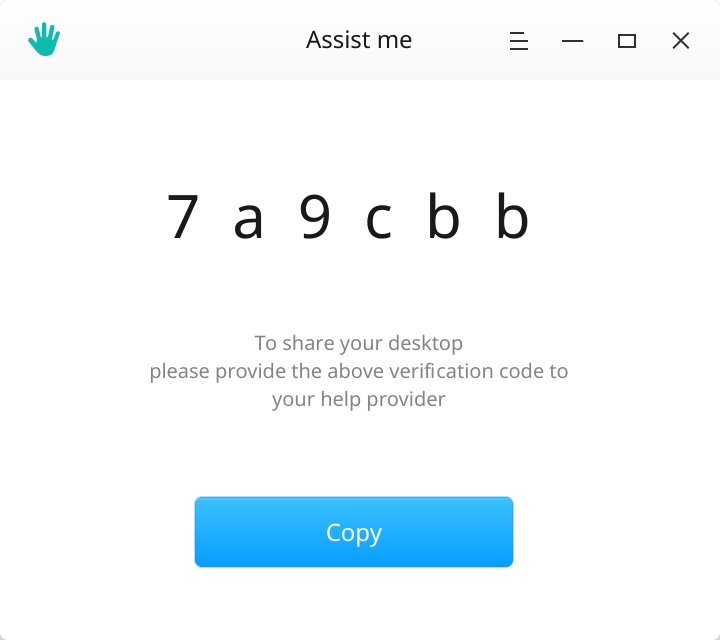 Assist me
7 a 9 c b b
To share your desktop
please provide the above verification code to
your help provider
Copy